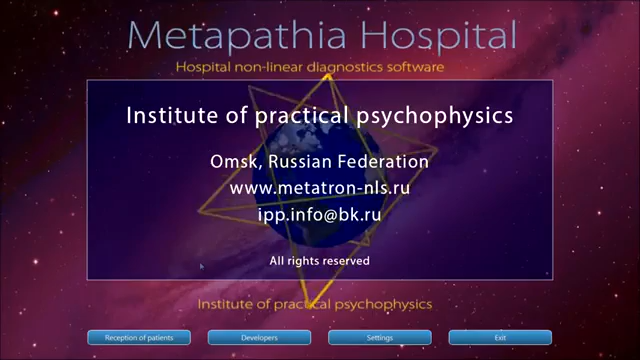 Metapathia Hospital
Hospital non-linear diagnostics software
Institute of practical psychophysics
Omsk, Russian Federation
www.metatron-nls.ru
ipp.info@bk.ru
All rights reserved
Institute of practical psychophysics
Reception of patients
Developers
Settings
Exit